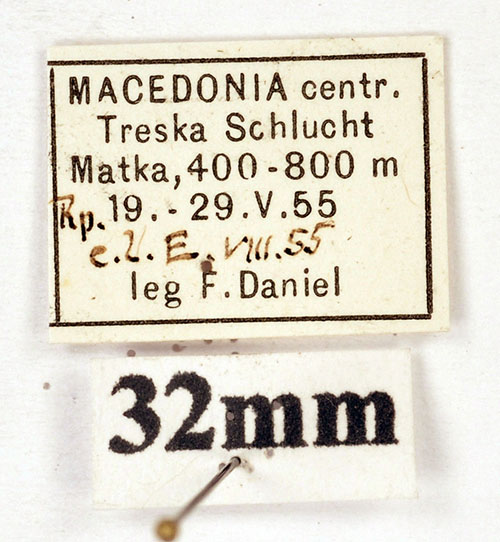 MACEDONIA centr.
Treska Schlucht
Matka, 400-800 m
Rp. 19.-29.V.55
e.l. E.VIII.55
leg F. Daniel
32mm